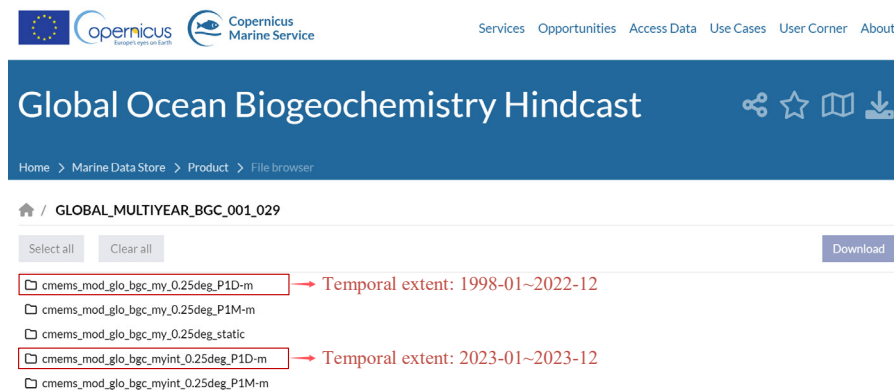 Copernicus
Europe's eyes on Earth
Copernicus
Marine Service
Services Opportunities Access Data Use Cases User Corner About
Global Ocean Biogeochemistry Hindcast
Home > Marine Data Store > Product > File browser
/ GLOBAL_MULTIYEAR_BGC_001_029
Select all Clear all Download
cmems_mod_glo_bgc_my_0.25deg_P1D-m Temporal extent: 1998-01~2022-12
cmems_mod_glo_bgc_my_0.25deg_P1M-m
cmems_mod_glo_bgc_my_0.25deg_static
cmems_mod_glo_bgc_myint_0.25deg_P1D-m Temporal extent: 2023-01~2023-12
cmems_mod_glo_bgc_myint_0.25deg_P1M-m